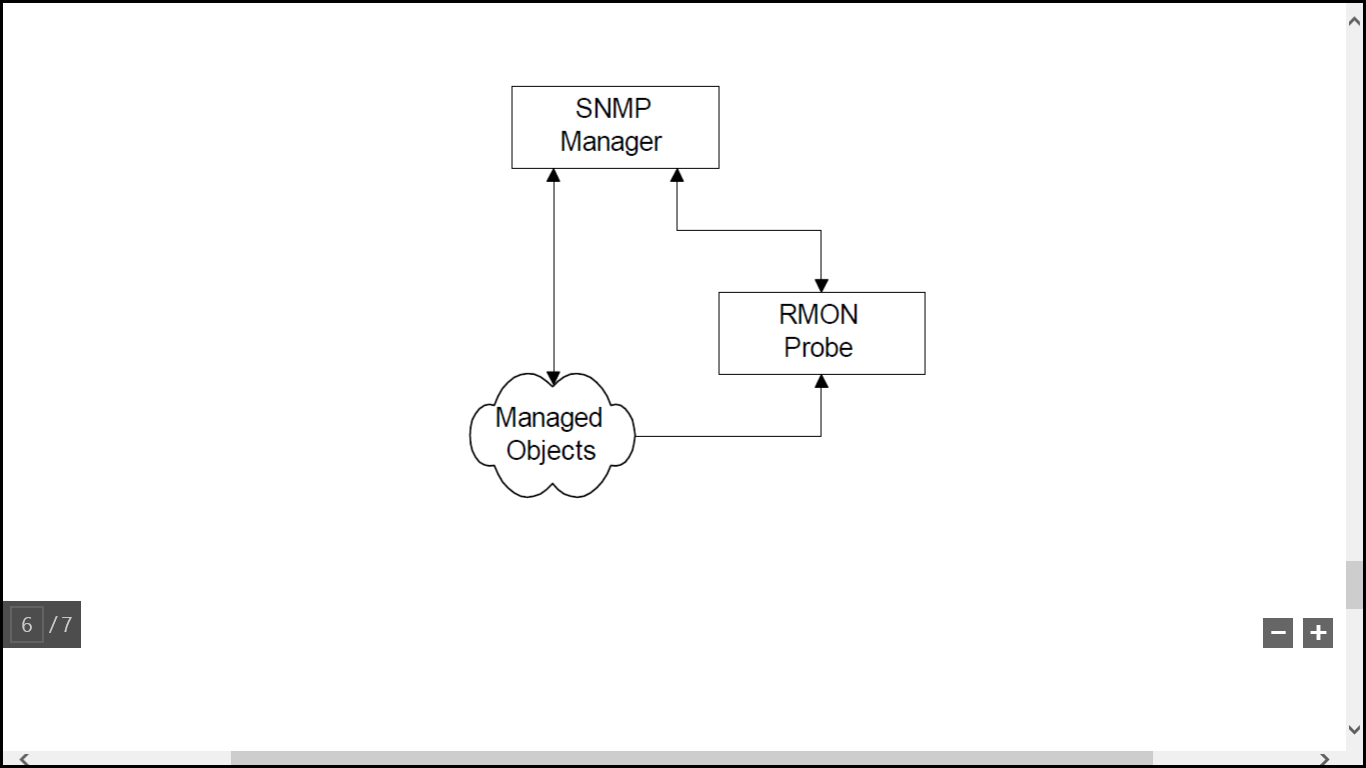 SNMP
Manager
RMON
Probe
Managed
Objects
6 / 7